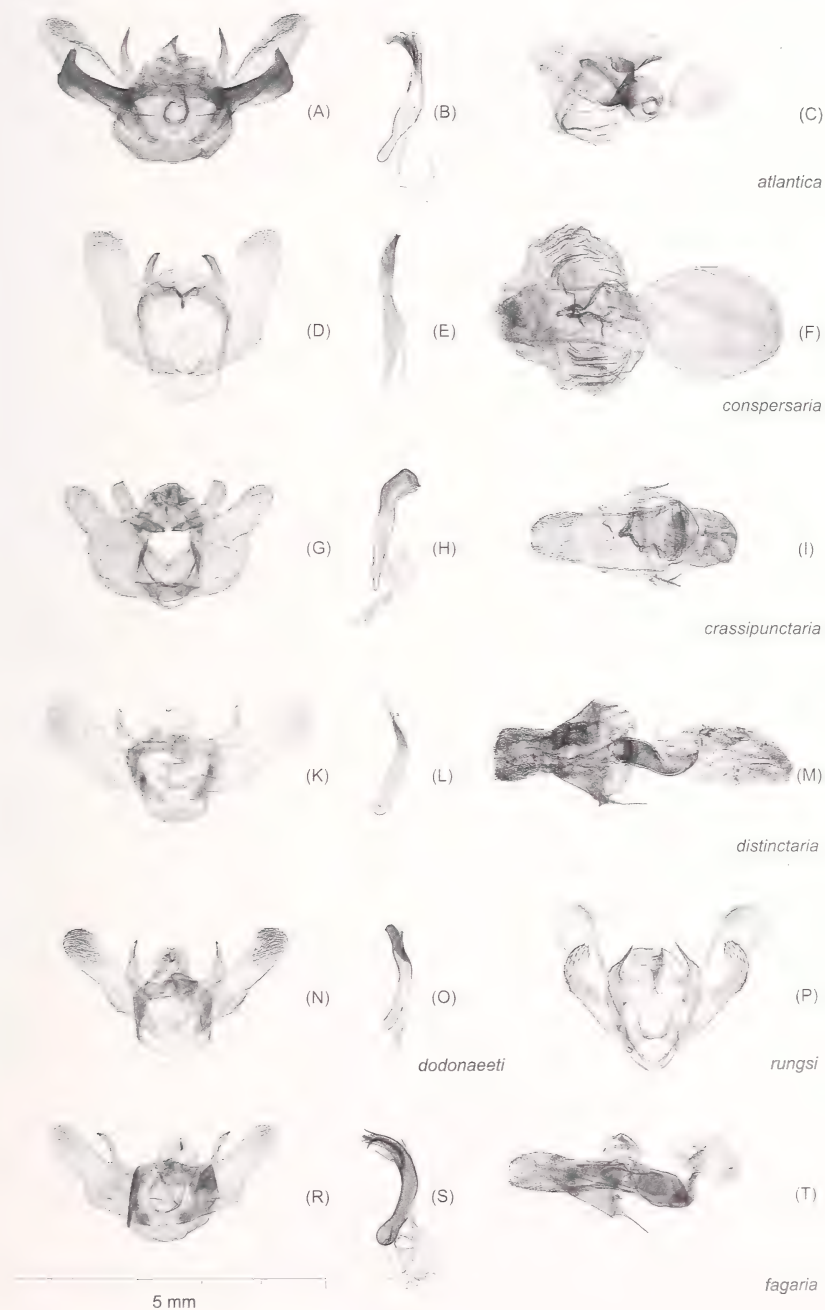 (A) (B) (C)
atlantica
(D) (E) (F)
conspersaria
(G) (H) (I)
crassipunctaria
(K) (L) (M)
distinctaria
(N) (O) (P)
dodonaeeti rungsi
(R) (S) (T)
fagaria
5 mm